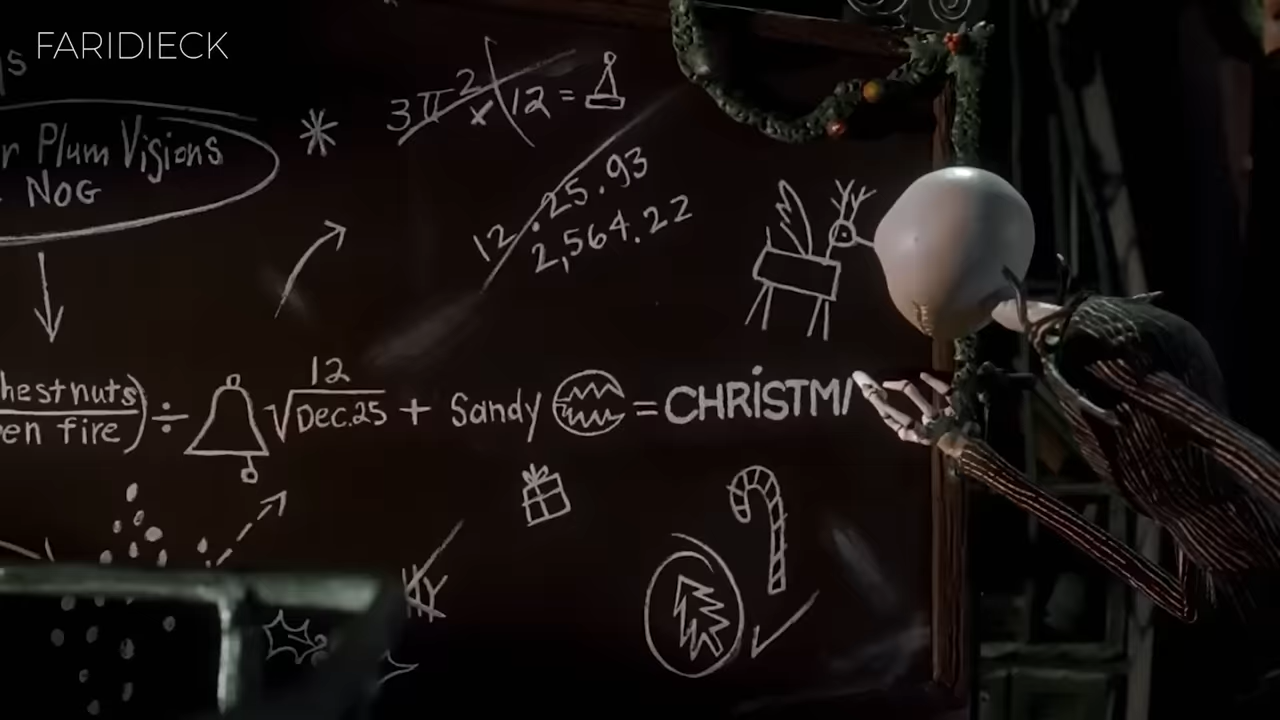 FARIDIECK
Plum Visions
NOG
3π² x 12 =
12.25.93
2,564.22
hestnuts) ÷ √12/Dec.25 + Sandy = CHRISTM
en fire